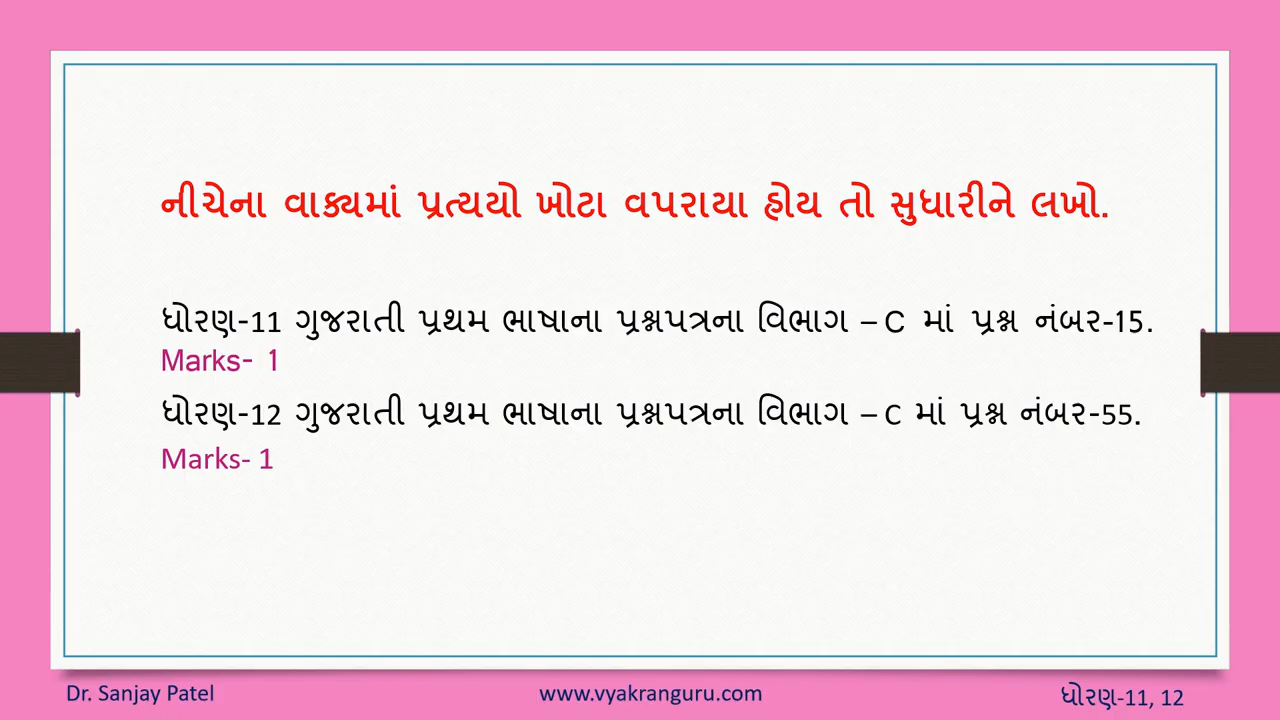 નીચેના વાક્યમાં પ્રત્યયો ખોટા વપરાયા હોય તો સુધારીને લખો.
ધોરણ-11 ગુજરાતી પ્રથમ ભાષાના પ્રશ્નપત્રના વિભાગ – C માં પ્રશ્ન નંબર-15.
Marks- 1
ધોરણ-12 ગુજરાતી પ્રથમ ભાષાના પ્રશ્નપત્રના વિભાગ – C માં પ્રશ્ન નંબર-55.
Marks- 1
Dr. Sanjay Patel www.vyakranguru.com ધોરણ-11, 12